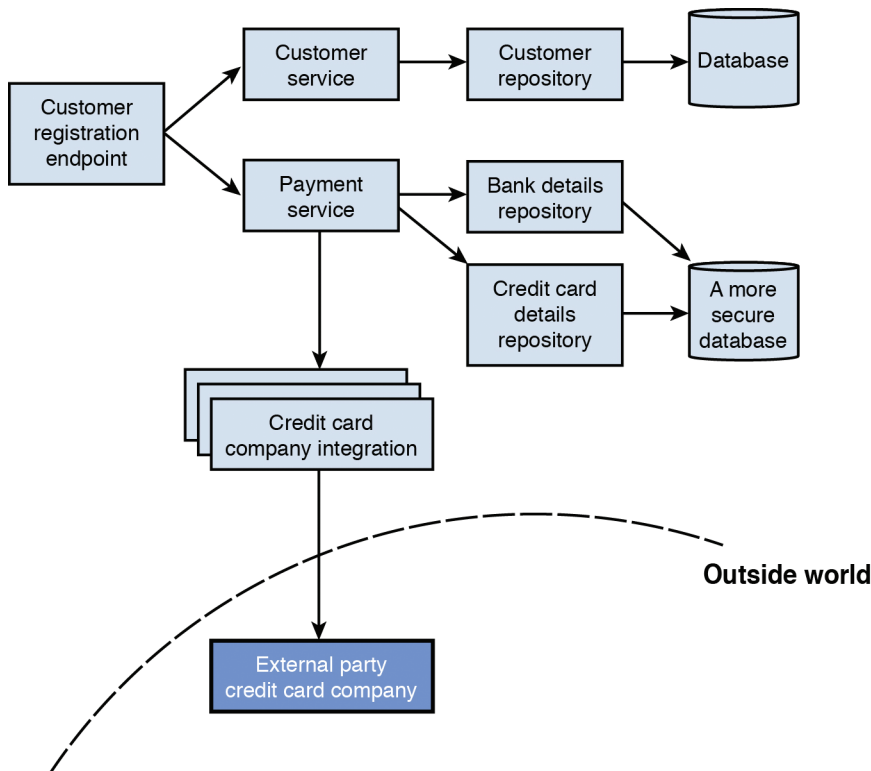 Customer
service
Customer
repository
Database
Customer
registration
endpoint
Payment
service
Bank details
repository
Credit card
details
repository
A more
secure
database
Credit card
company integration
Outside world
External party
credit card company